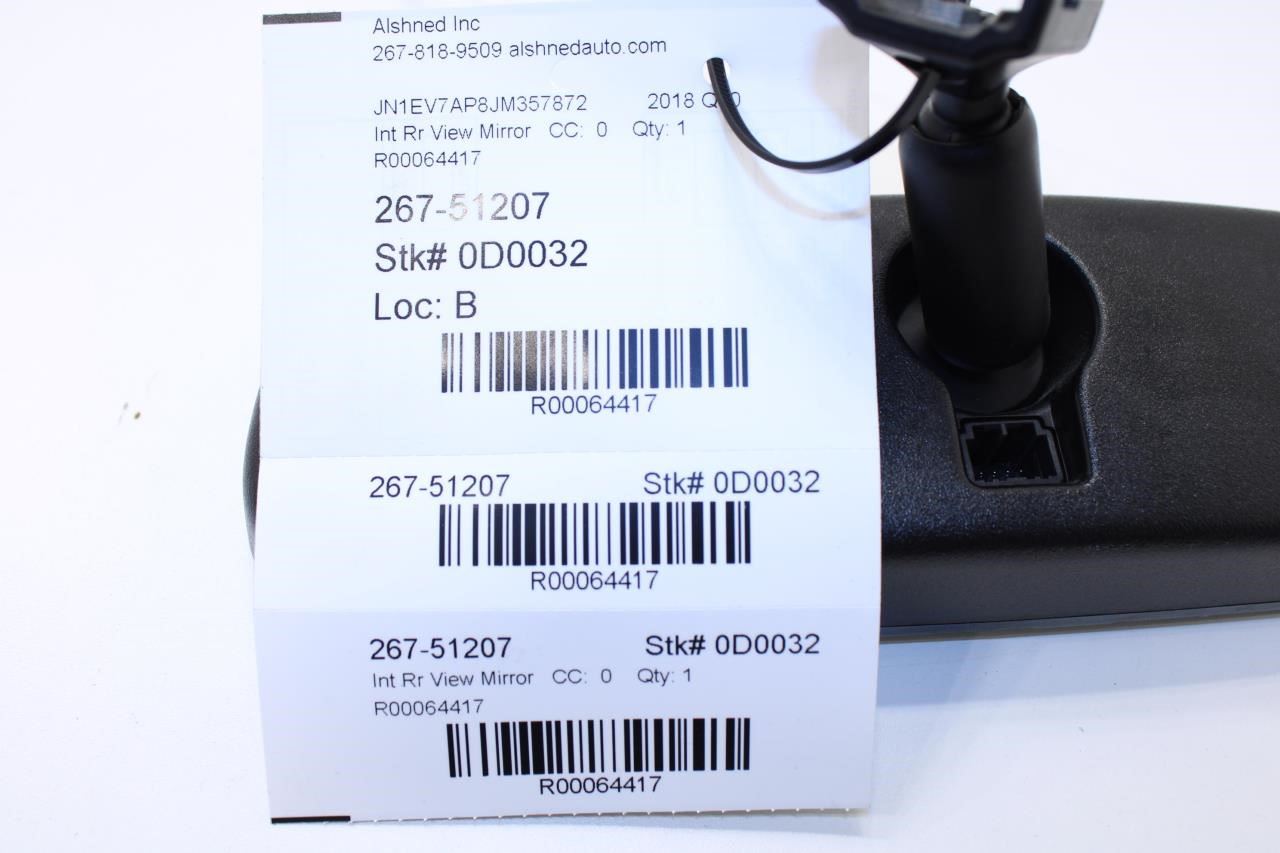 Alshned Inc
267-818-9509 alshnedauto.com
JN1EV7AP8JM357872 2018
Int Rr View Mirror CC: 0 Qty: 1
R00064417
267-51207
Stk# 0D0032
Loc: B
R00064417
267-51207 Stk# 0D0032
R00064417
267-51207 Stk# 0D0032
Int Rr View Mirror CC: 0 Qty: 1
R00064417
R00064417